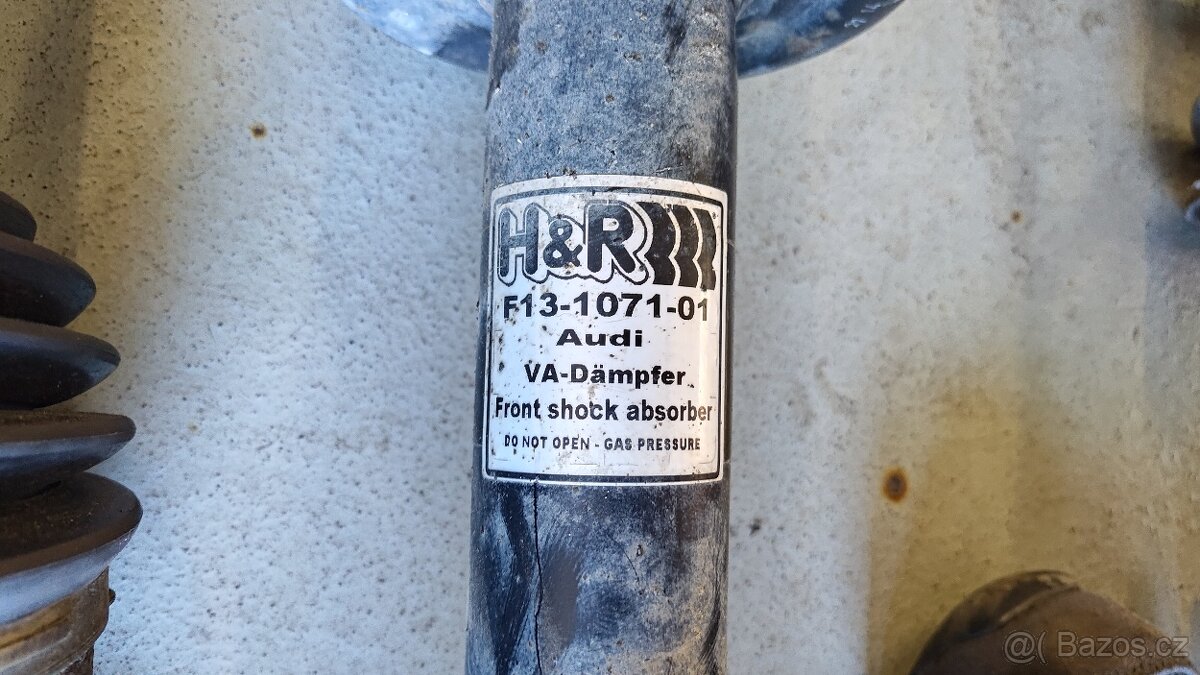 H&R
F13-1071-01
Audi
VA-Dämpfer
Front shock absorber
DO NOT OPEN - GAS PRESSURE
@( Bazos.cz